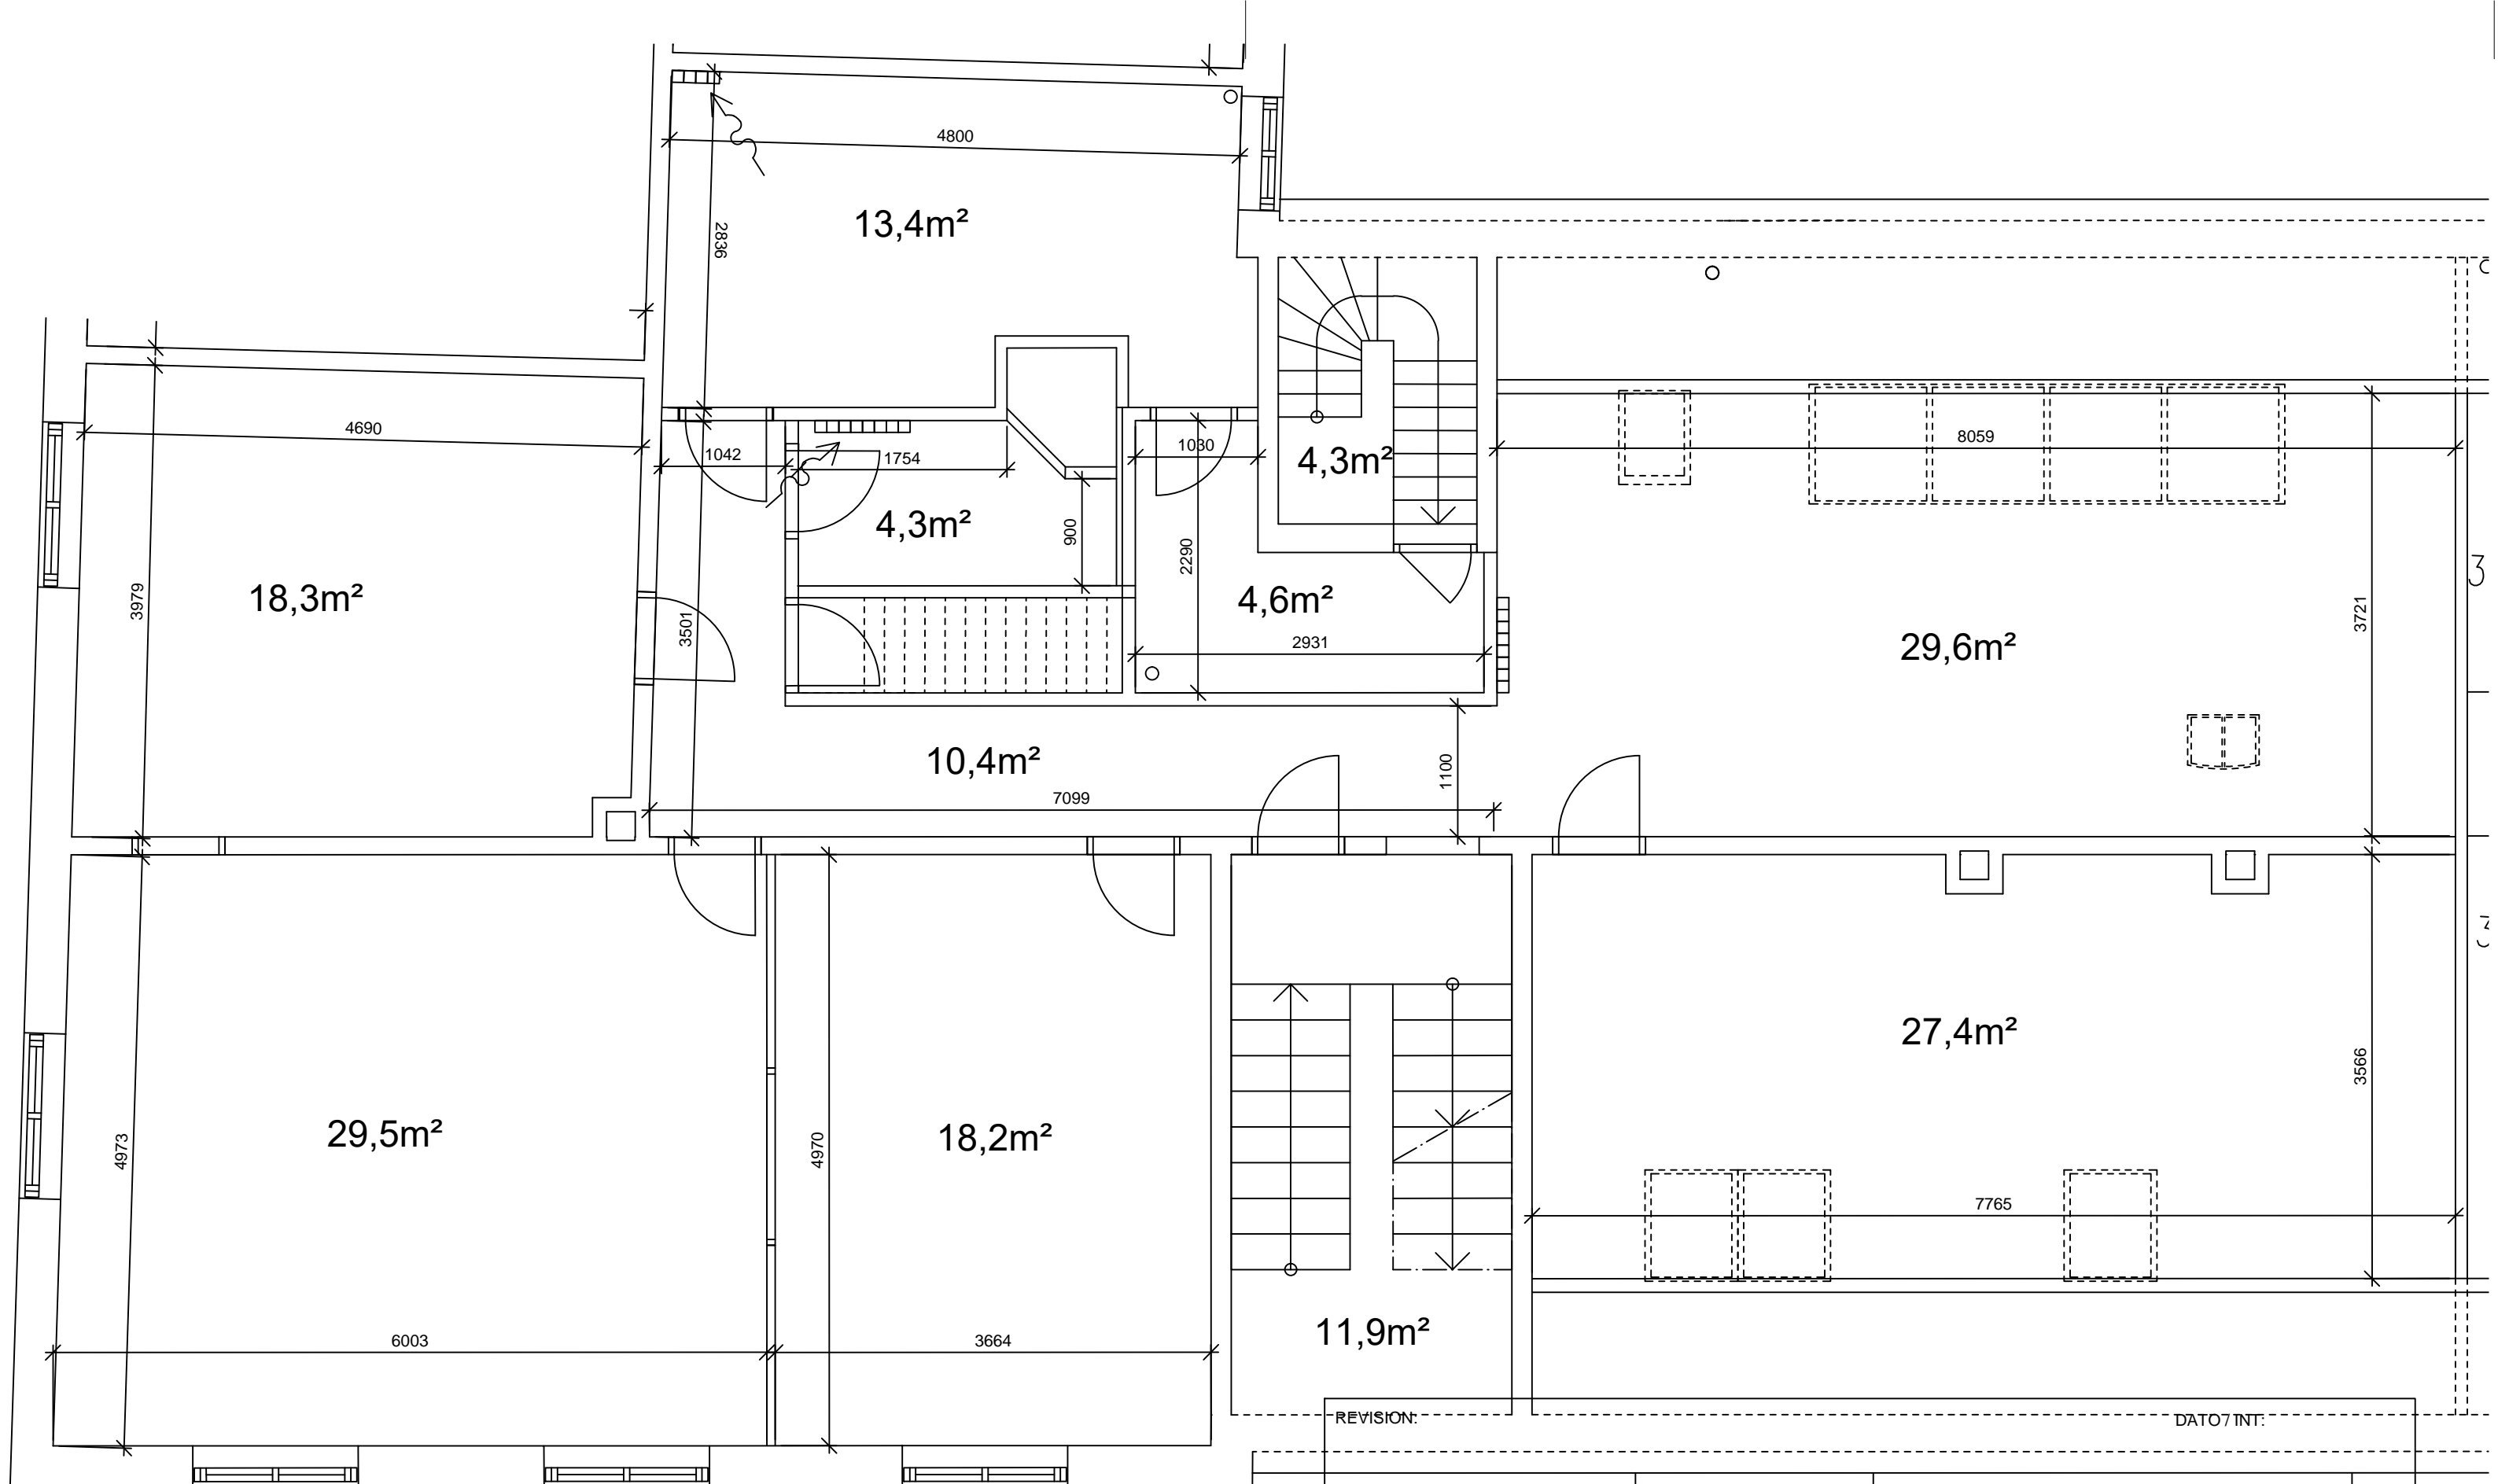 4800
13,4m²
2836
4690
1042
1754
1030
4,3m²
8059
4,3m²
900
2290
3979
18,3m²
3501
4,6m²
2931
3721
29,6m²
3
10,4m²
1100
7099
27,4m²
3566
29,5m²
4973
4970
18,2m²
7765
11,9m²
6003
3664
REVISION:
DATO / INT: